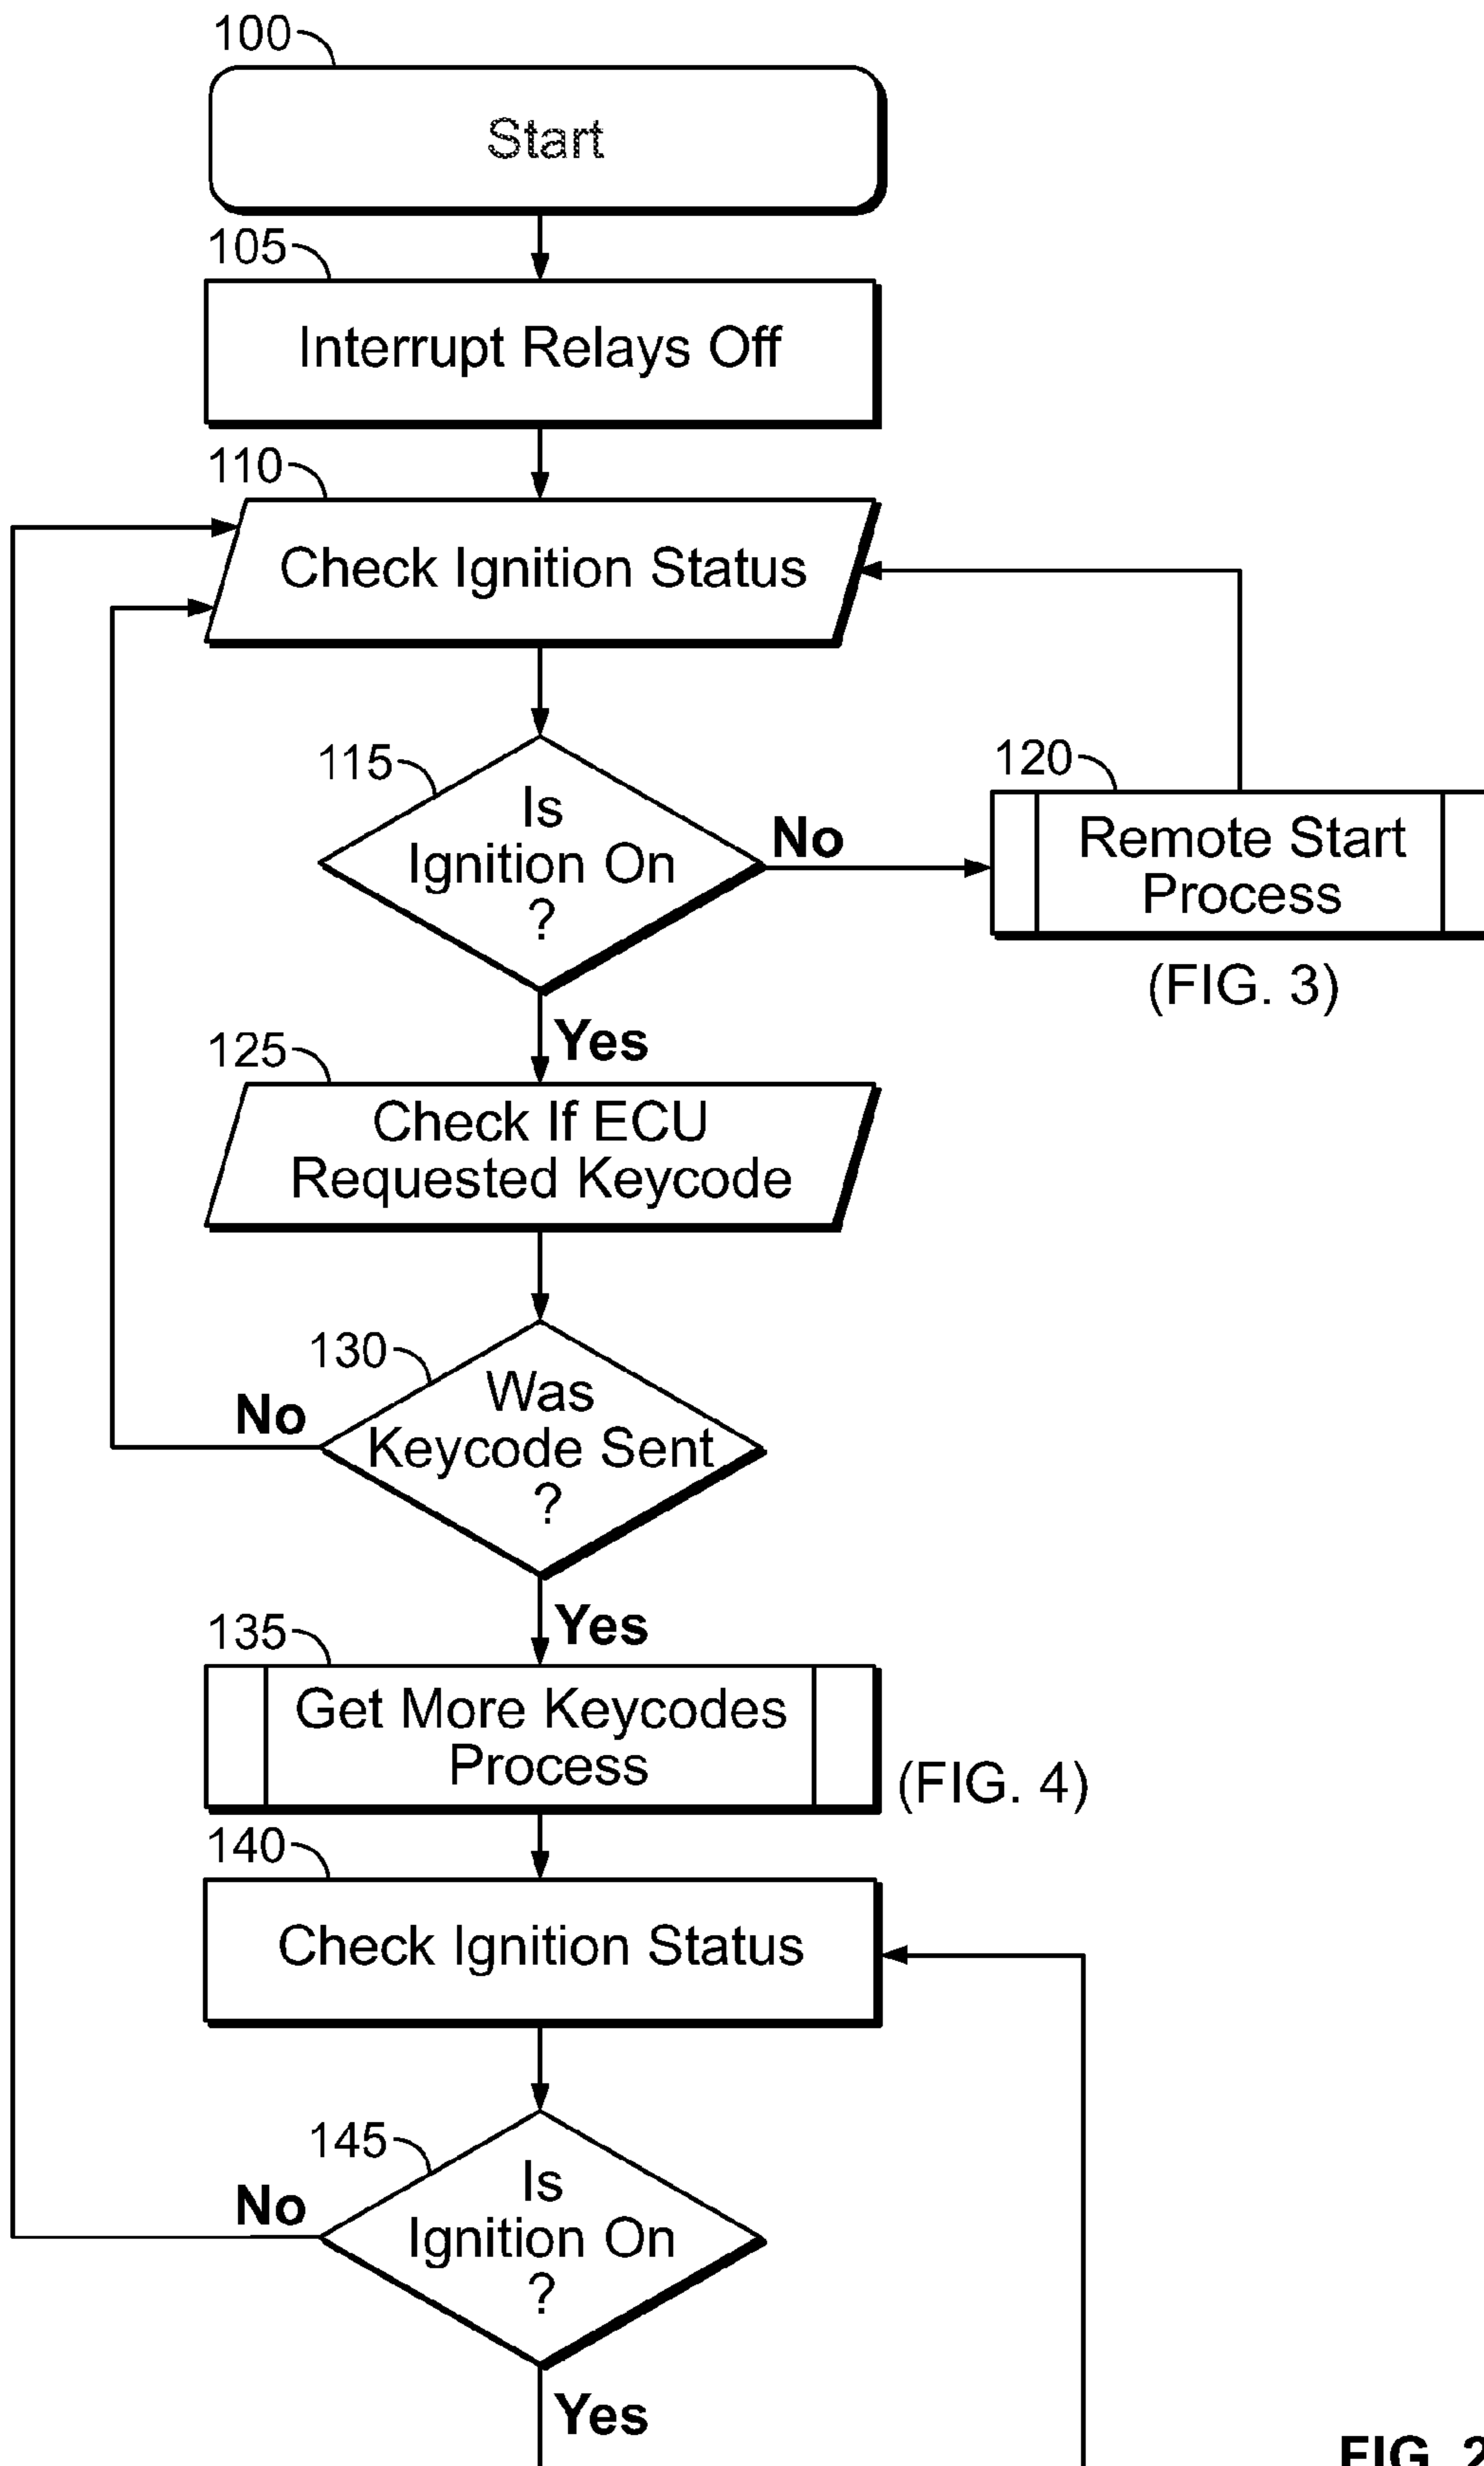 100
Start
105
Interrupt Relays Off
110
Check Ignition Status
115
Is
Ignition On
?
No
120
Remote Start
Process
(FIG. 3)
Yes
125
Check If ECU
Requested Keycode
130
Was
Keycode Sent
?
No
Yes
135
Get More Keycodes
Process
(FIG. 4)
140
Check Ignition Status
145
Is
Ignition On
?
No
Yes
FIG. 2